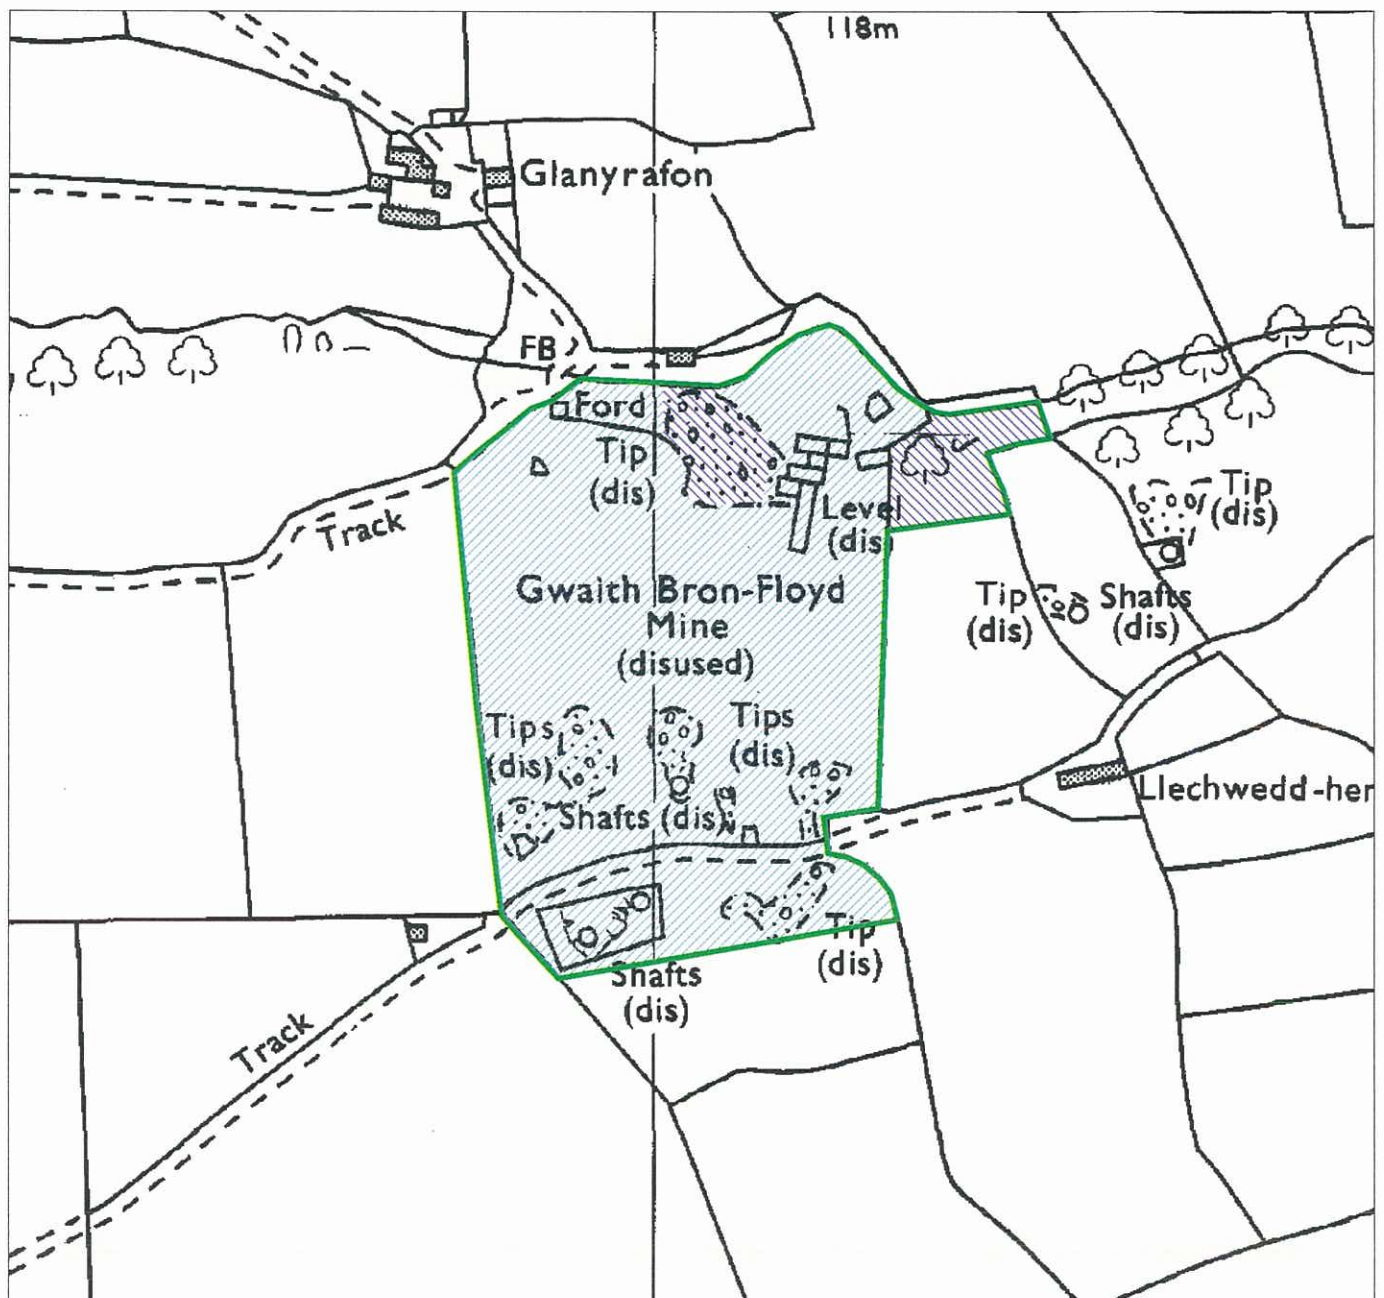 118m
Glanyrafon
FB
Ford
Tip
(dis)
Level
(dis)
Tip
(dis)
Track
Gwaith Bron-Floyd
Mine
(disused)
Tip
(dis)
Shafts
(dis)
Tips
(dis)
Tips
(dis)
Shafts (dis)
Llechwedd-her
Tip
(dis)
Shafts
(dis)
Track